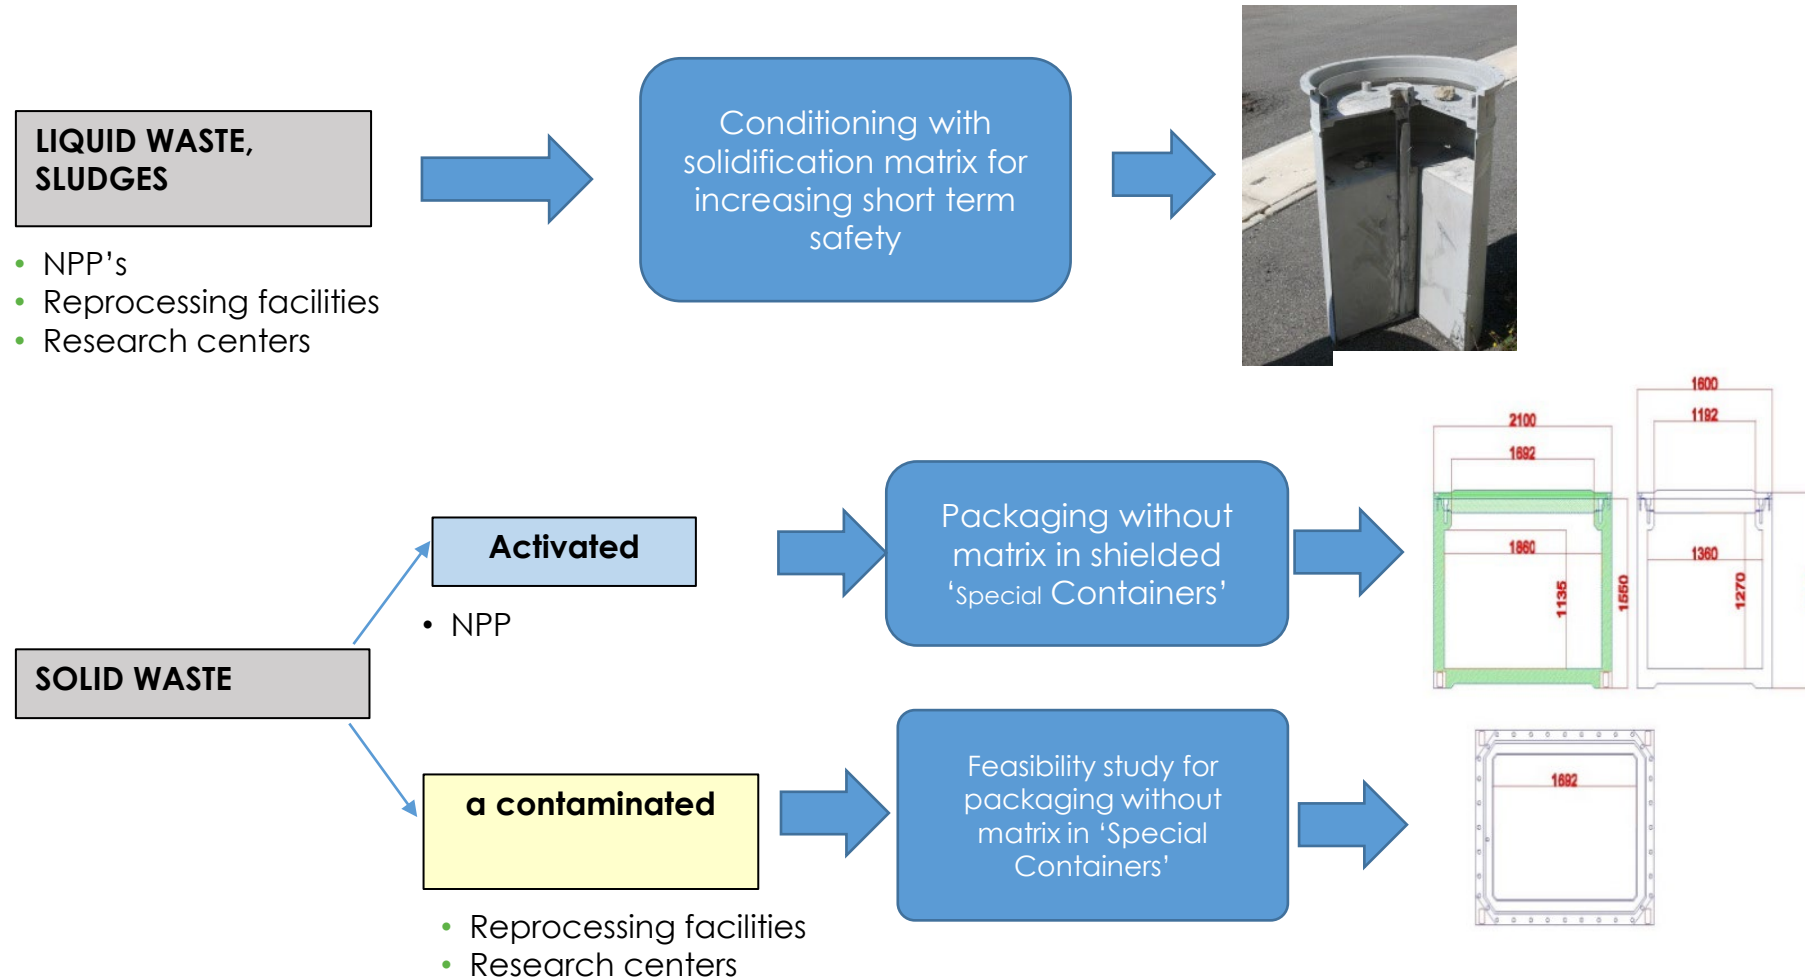 LIQUID WASTE,
SLUDGES
• NPP’s
• Reprocessing facilities
• Research centers
Conditioning with
solidification matrix for
increasing short term
safety
SOLID WASTE
Activated
• NPP
Packaging without
matrix in shielded
‘Special Containers’
2100
1692
1860
1135
1550
1600
1192
1360
1270
a contaminated
• Reprocessing facilities
• Research centers
Feasibility study for
packaging without
matrix in ‘Special
Containers’
1692